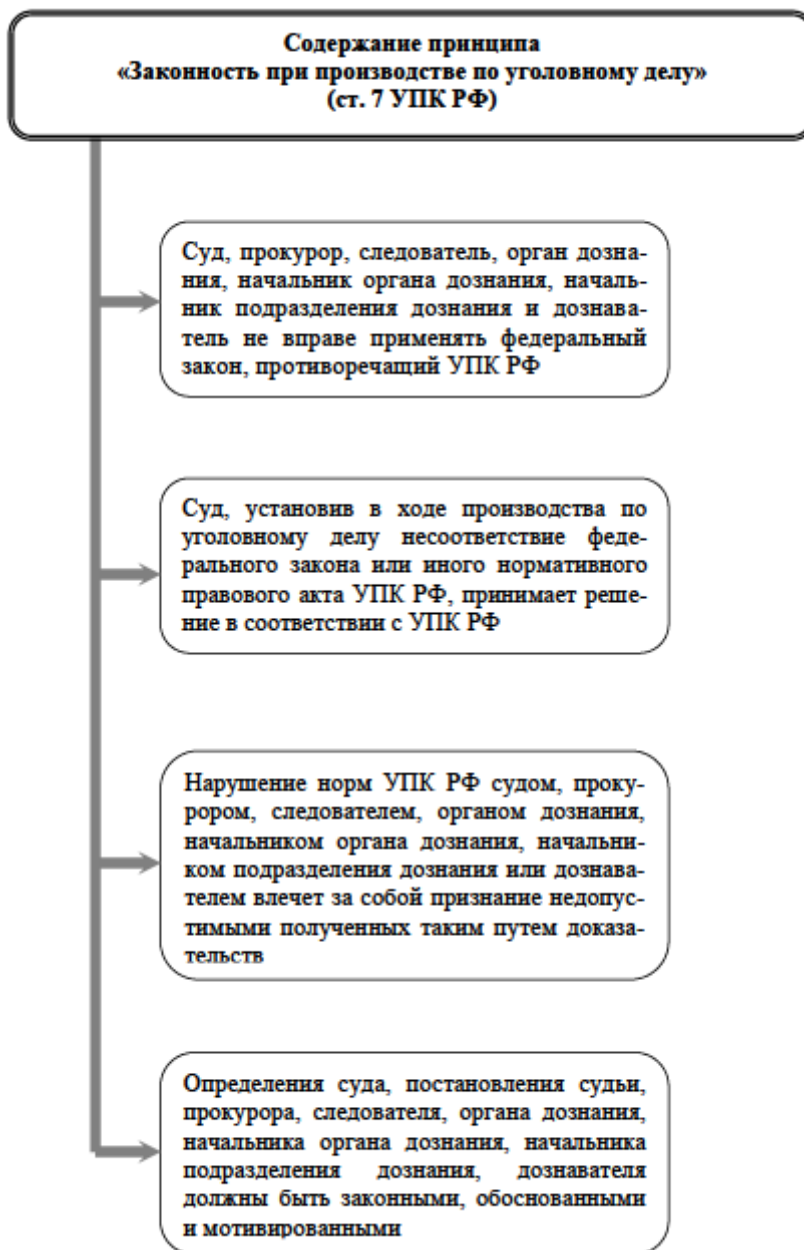 Содержание принципа
«Законность при производстве по уголовному делу»
(ст. 7 УПК РФ)
Суд, прокурор, следователь, орган дозна-
ния, начальник органа дознания, началь-
ник подразделения дознания и дознава-
тель не вправе применять федеральный
закон, противоречащий УПК РФ
Суд, установив в ходе производства по
уголовному делу несоответствие феде-
рального закона или иного нормативного
правового акта УПК РФ, принимает реше-
ние в соответствии с УПК РФ
Нарушение норм УПК РФ судом, проку-
рором, следователем, органом дознания,
начальником органа дознания, начальни-
ком подразделения дознания или дознава-
телем влечет за собой признание недопус-
тимыми полученных таким путем доказа-
тельств
Определения суда, постановления судьи,
прокурора, следователя, органа дознания,
начальника органа дознания, начальника
подразделения дознания, дознавателя
должны быть законными, обоснованными
и мотивированными